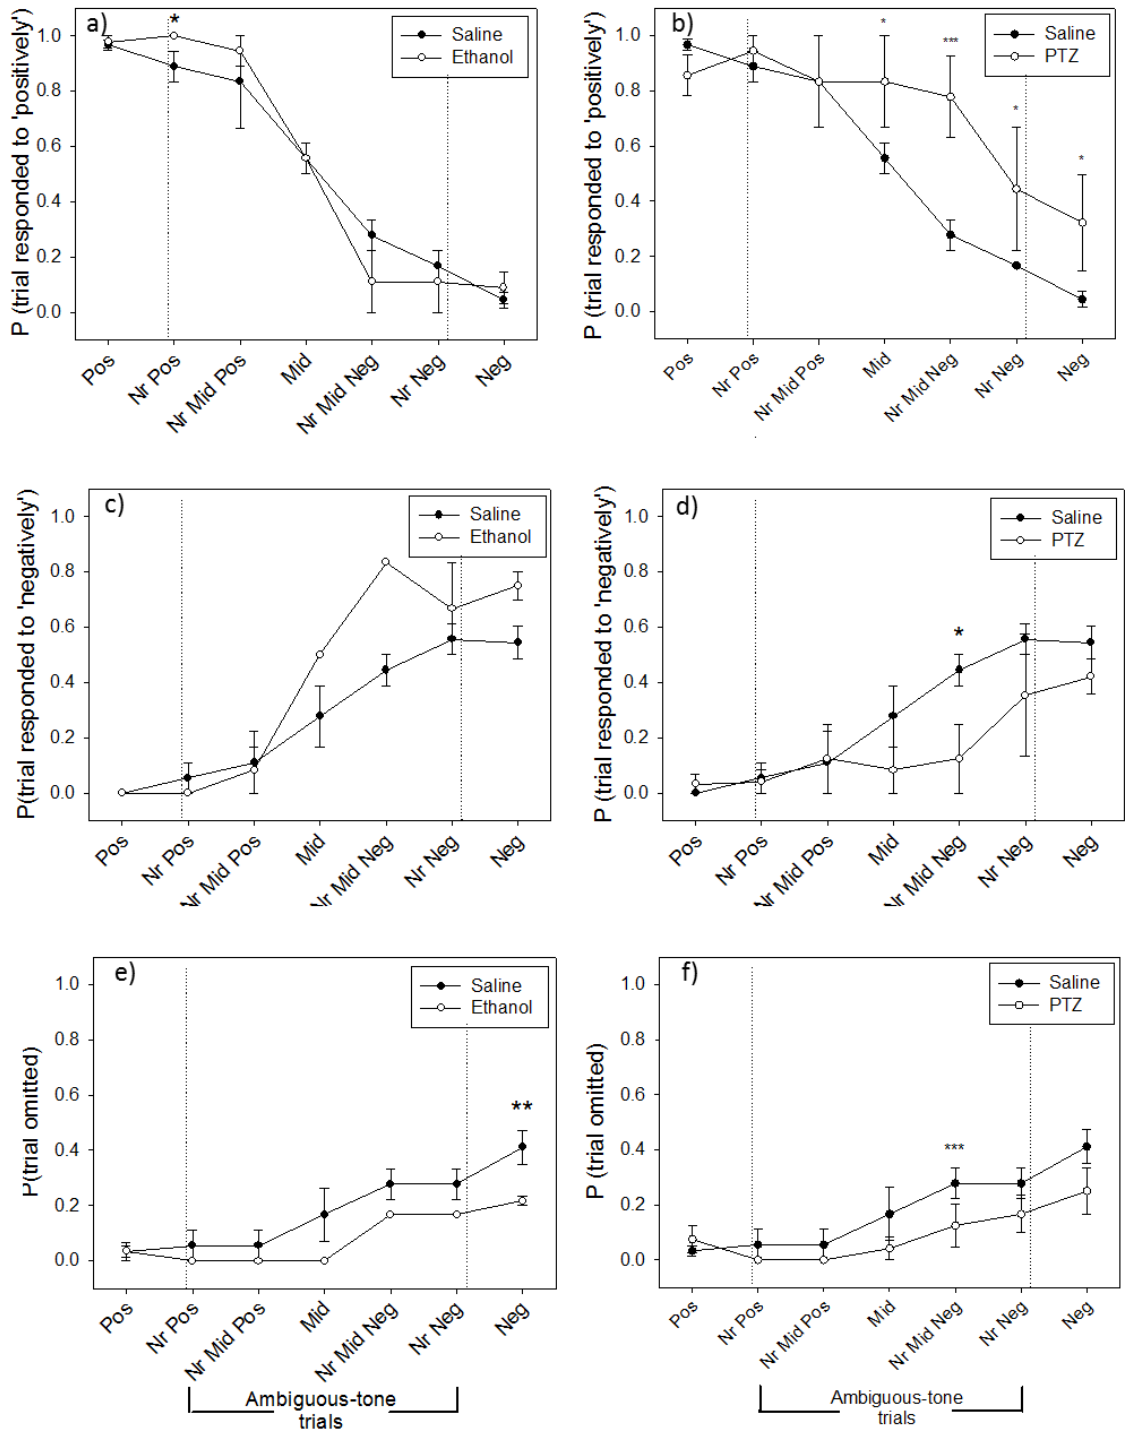 a)
*
Saline
Ethanol
P (trial responded to 'positively')
1.0
0.8
0.6
0.4
0.2
0.0
Pos
Nr Pos
Nr Mid Pos
Mid
Nr Mid Neg
Nr Neg
Neg
b)
*
***
*
*
Saline
PTZ
P (trial responded to 'positively')
1.0
0.8
0.6
0.4
0.2
0.0
Pos
Nr Pos
Nr Mid Pos
Mid
Nr Mid Neg
Nr Neg
Neg
c)
Saline
Ethanol
P(trial responded to 'negatively')
1.0
0.8
0.6
0.4
0.2
0.0
Pos
Nr Pos
Nr Mid Pos
Mid
Nr Mid Neg
Nr Neg
Neg
d)
*
Saline
PTZ
P (trial responded to 'negatively')
1.0
0.8
0.6
0.4
0.2
0.0
Pos
Nr Pos
Nr Mid Pos
Mid
Nr Mid Neg
Nr Neg
Neg
e)
**
Saline
Ethanol
P(trial omitted)
1.0
0.8
0.6
0.4
0.2
0.0
Pos
Nr Pos
Nr Mid Pos
Mid
Nr Mid Neg
Nr Neg
Neg
Ambiguous-tone
trials
f)
***
Saline
PTZ
P (trial omitted)
1.0
0.8
0.6
0.4
0.2
0.0
Pos
Nr Pos
Nr Mid Pos
Mid
Nr Mid Neg
Nr Neg
Neg
Ambiguous-tone
trials